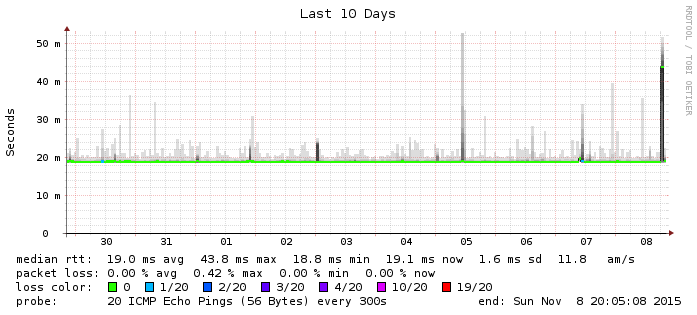 Last 10 Days
RRDTOOL / TOBI OETIKER
Seconds
50 m
40 m
30 m
20 m
10 m
0
30 31 01 02 03 04 05 06 07 08
median rtt: 19.0 ms avg 43.8 ms max 18.8 ms min 19.1 ms now 1.6 ms sd 11.8 am/s
packet loss: 0.00 % avg 0.42 % max 0.00 % min 0.00 % now
loss color: 0 1/20 2/20 3/20 4/20 10/20 19/20
probe: 20 ICMP Echo Pings (56 Bytes) every 300s end: Sun Nov 8 20:05:08 2015